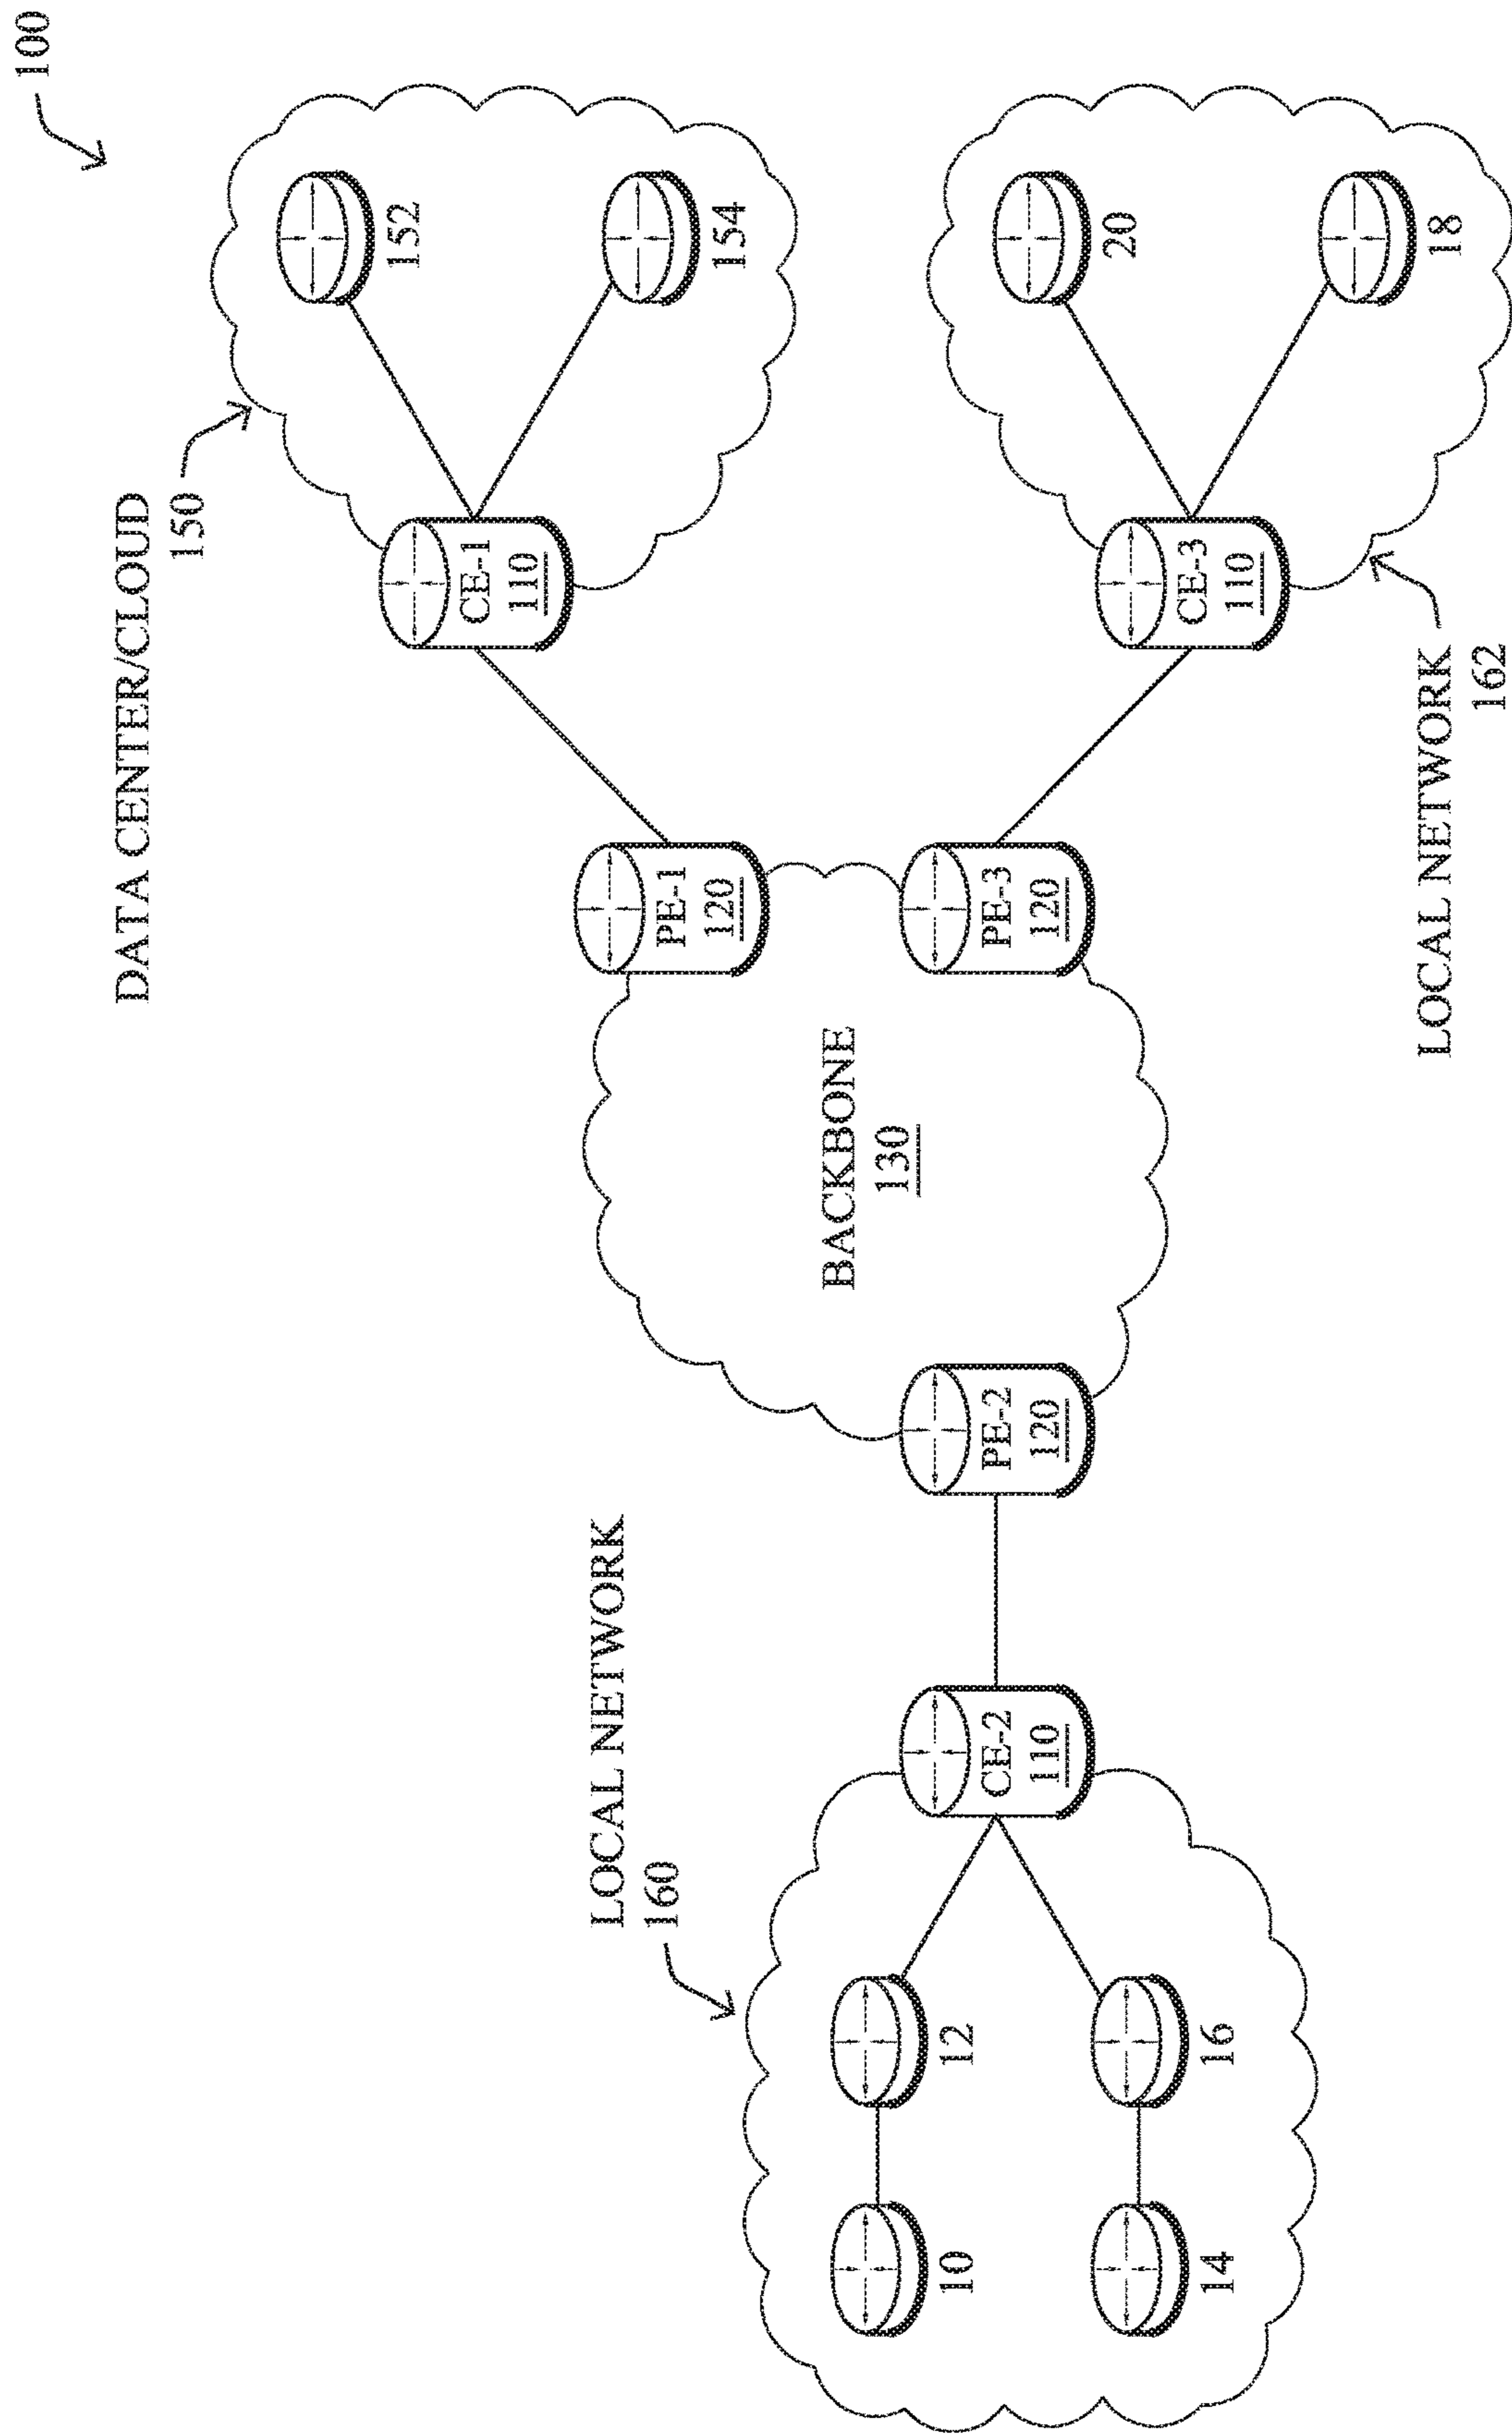 100
DATA CENTER/CLOUD
150
152
CE-1
110
154
LOCAL NETWORK
160
PE-1
120
BACKBONE
130
10
12
CE-2
110
PE-2
120
PE-3
120
20
CE-3
110
14
16
18
LOCAL NETWORK
162